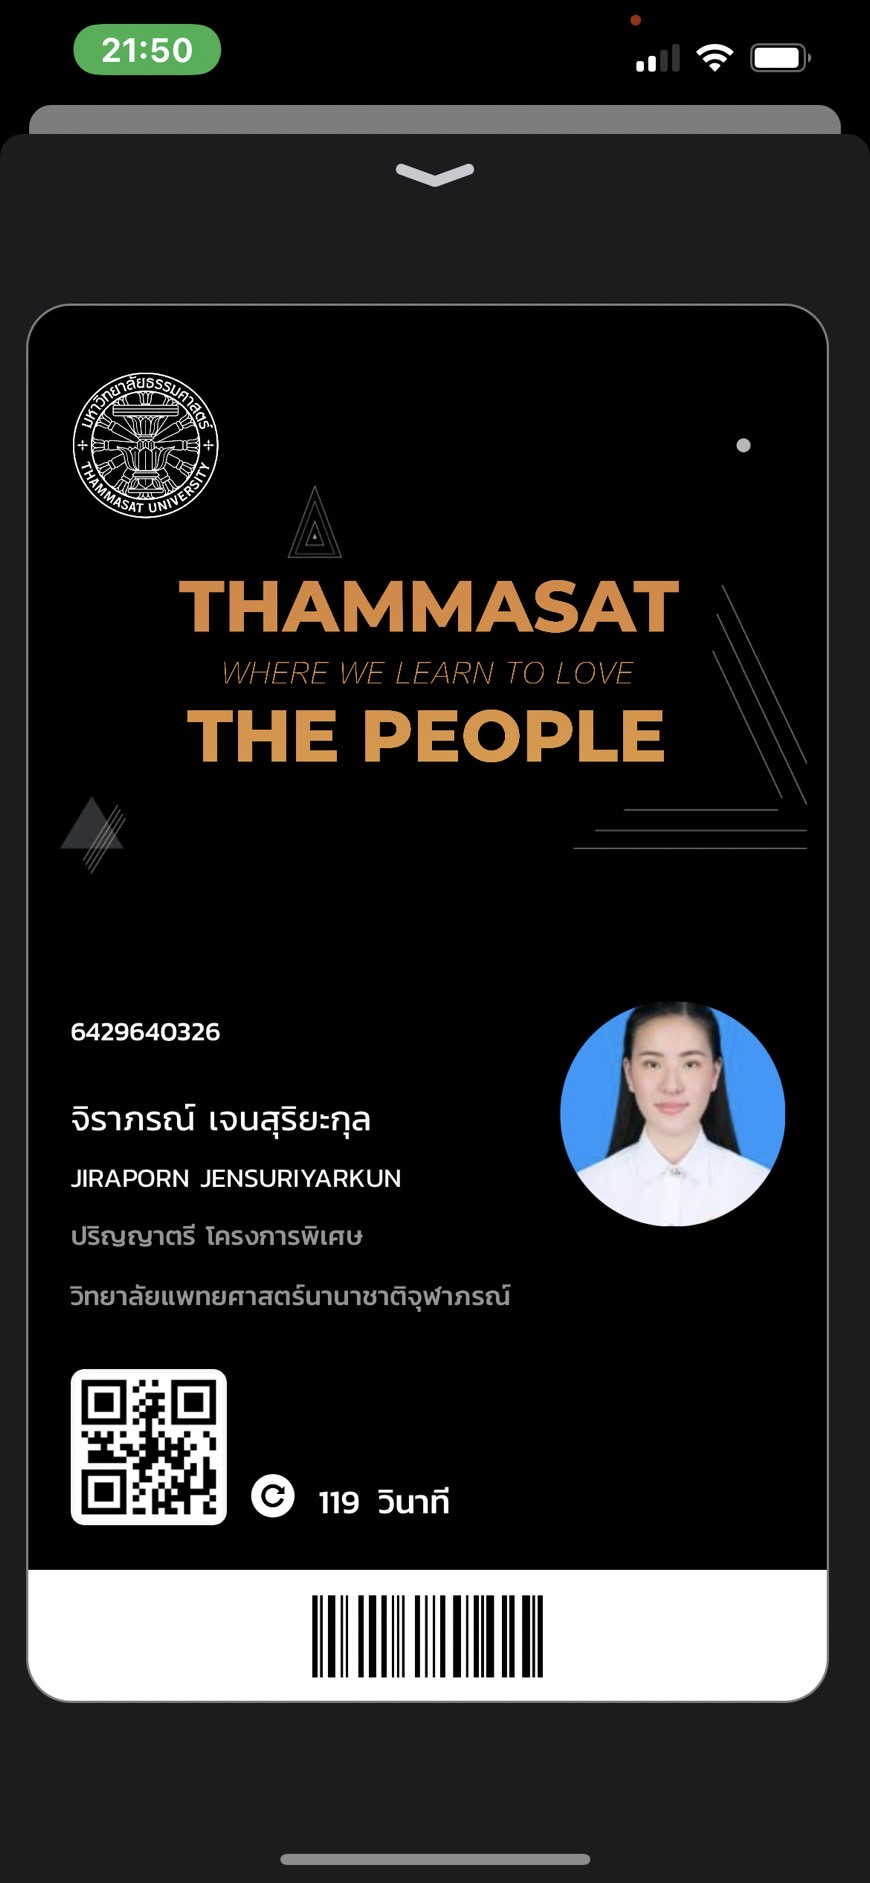 21:50
มหาวิทยาลัยธรรมศาสตร์
THAMMASAT UNIVERSITY
THAMMASAT
WHERE WE LEARN TO LOVE
THE PEOPLE
6429640326
จิราภรณ์ เจนสุริยะกุล
JIRAPORN JENSURIYARKUN
ปริญญาตรี โครงการพิเศษ
วิทยาลัยแพทยศาสตร์นานาชาติจุฬาภรณ์
119 วินาที